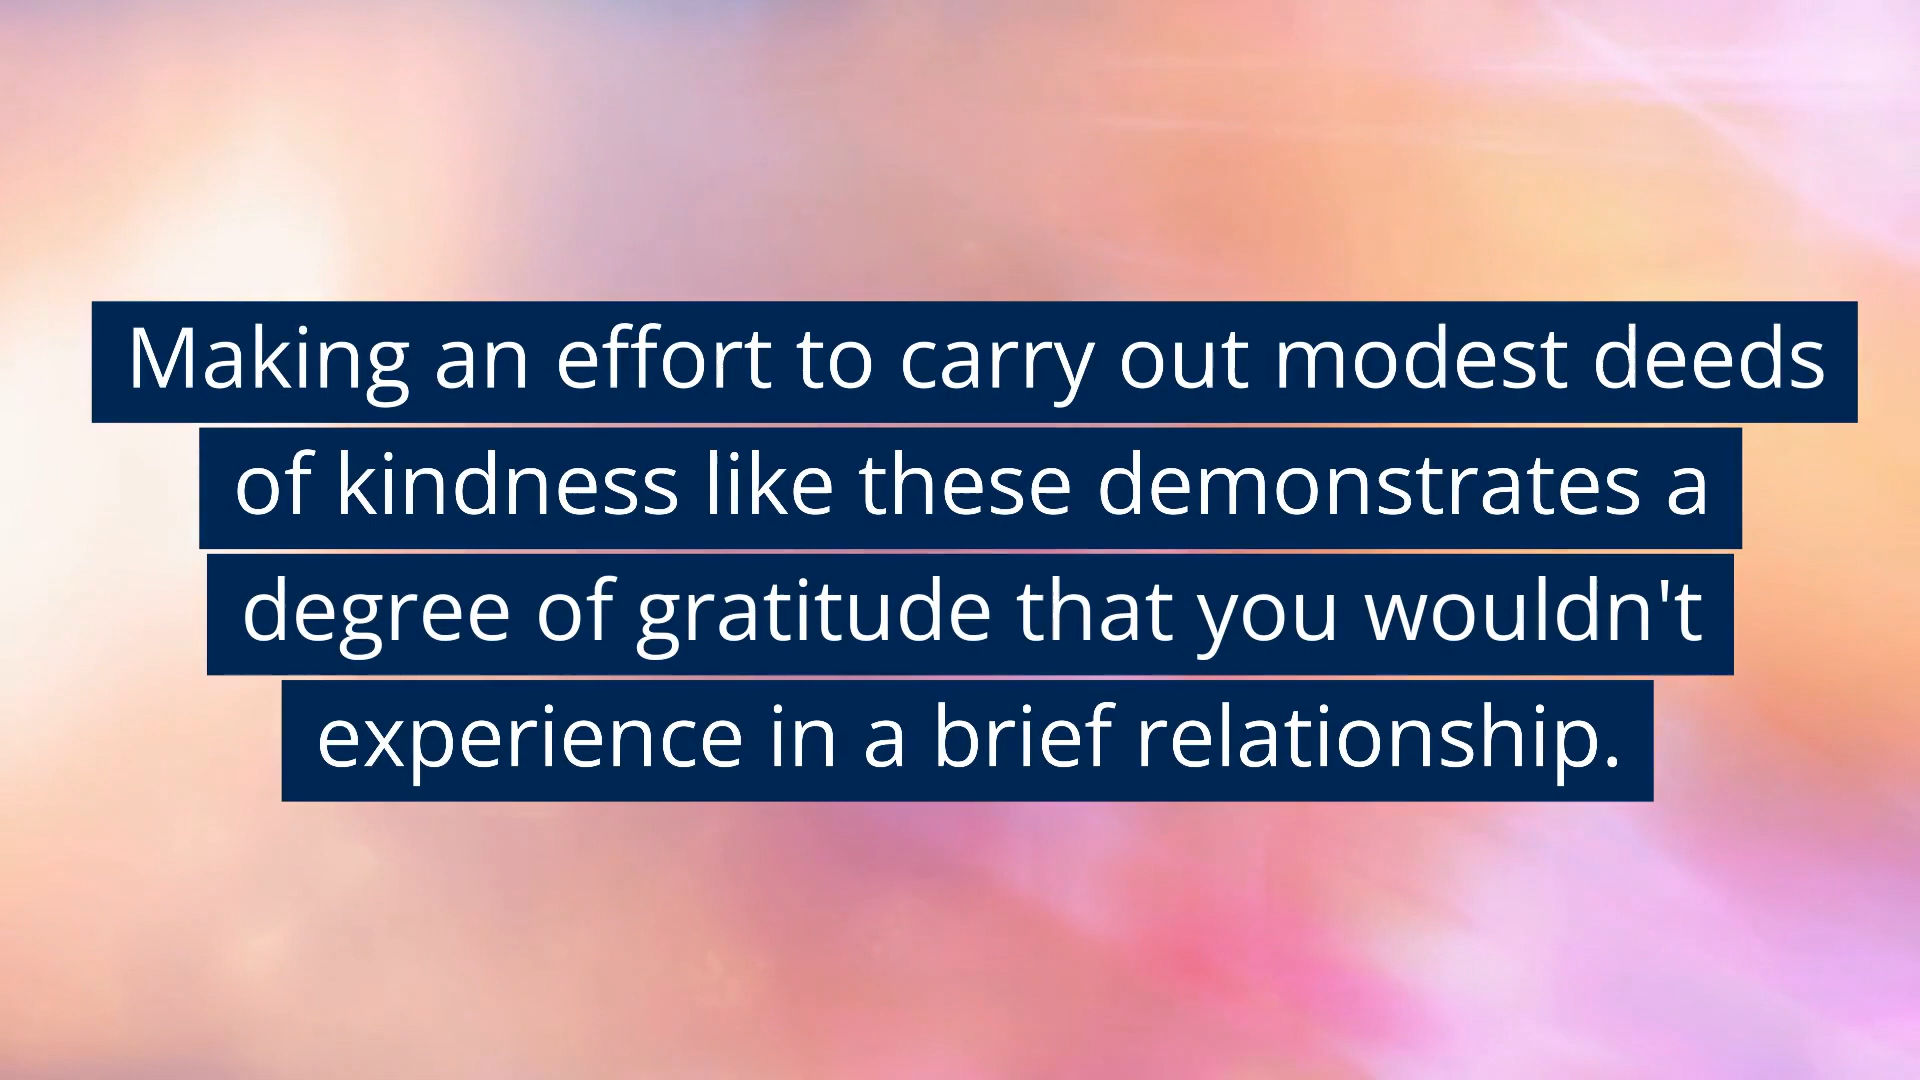 Making an effort to carry out modest deeds
of kindness like these demonstrates a
degree of gratitude that you wouldn't
experience in a brief relationship.